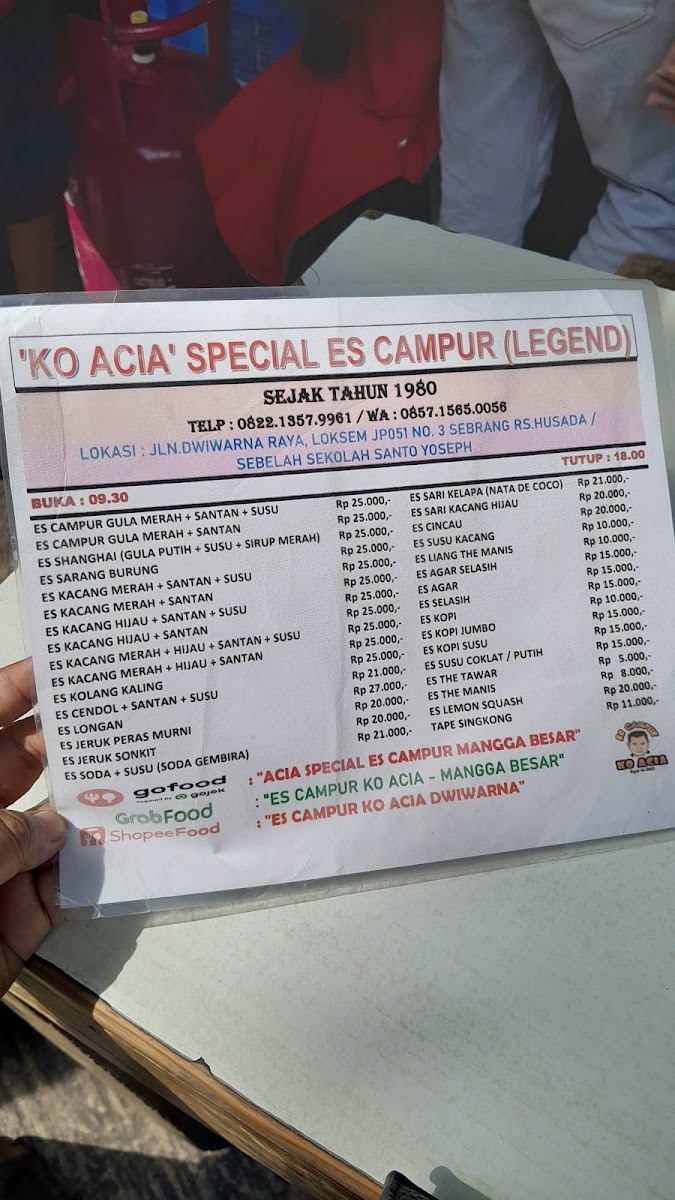 'KO ACIA' SPECIAL ES CAMPUR (LEGEND)
SEJAK TAHUN 1980
TELP : 0822.1357.9961 / WA : 0857.1565.0056
LOKASI : JLN.DWIWARNA RAYA, LOKSEM JP051 NO. 3 SEBRANG RS.HUSADA /
SEBELAH SEKOLAH SANTO YOSEPH
BUKA : 09.30 TUTUP : 18.00
ES CAMPUR GULA MERAH + SANTAN + SUSU Rp 25.000,-
ES CAMPUR GULA MERAH + SANTAN Rp 25.000,-
ES SHANGHAI (GULA PUTIH + SUSU + SIRUP MERAH) Rp 25.000,-
ES SARANG BURUNG Rp 25.000,-
ES KACANG MERAH + SANTAN + SUSU Rp 25.000,-
ES KACANG MERAH + SANTAN Rp 25.000,-
ES KACANG HIJAU + SANTAN + SUSU Rp 25.000,-
ES KACANG HIJAU + SANTAN Rp 25.000,-
ES KACANG MERAH + HIJAU + SANTAN + SUSU Rp 25.000,-
ES KACANG MERAH + HIJAU + SANTAN Rp 25.000,-
ES KOLANG KALING Rp 25.000,-
ES CENDOL + SANTAN + SUSU Rp 21.000,-
ES LONGAN Rp 27.000,-
ES JERUK PERAS MURNI Rp 20.000,-
ES JERUK SONKIT Rp 20.000,-
ES SODA + SUSU (SODA GEMBIRA) Rp 21.000,-
ES SARI KELAPA (NATA DE COCO) Rp 21.000,-
ES SARI KACANG HIJAU Rp 20.000,-
ES CINCAU Rp 20.000,-
ES SUSU KACANG Rp 10.000,-
ES LIANG THE MANIS Rp 10.000,-
ES AGAR SELASIH Rp 15.000,-
ES AGAR Rp 15.000,-
ES SELASIH Rp 15.000,-
ES KOPI Rp 10.000,-
ES KOPI JUMBO Rp 15.000,-
ES KOPI SUSU Rp 15.000,-
ES SUSU COKLAT / PUTIH Rp 15.000,-
ES THE TAWAR Rp 5.000,-
ES THE MANIS Rp 8.000,-
ES LEMON SQUASH Rp 20.000,-
TAPE SINGKONG Rp 11.000,-
gofood : "ACIA SPECIAL ES CAMPUR MANGGA BESAR"
Powered by gojek
GrabFood : "ES CAMPUR KO ACIA – MANGGA BESAR"
ShopeeFood : "ES CAMPUR KO ACIA DWIWARNA"
ES CAMPUR
KO ACIA